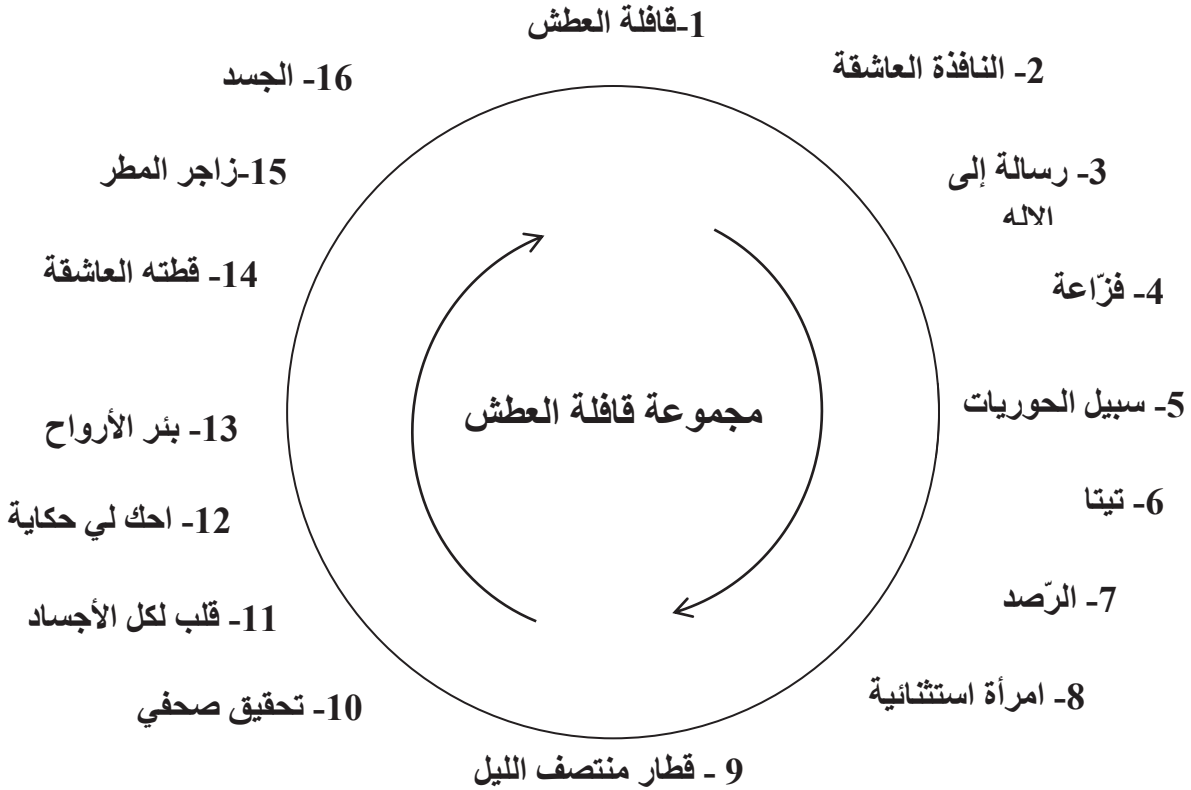 1-قافلة العطش
2- النافذة العاشقة
3- رسالة إلى
الاله
4- فزّاعة
5- سبيل الحوريات
6- تيتا
7- الرّصد
8- امرأة استثنائية
9 - قطار منتصف الليل
10- تحقيق صحفي
11- قلب لكل الأجساد
12- احك لي حكاية
13- بئر الأرواح
14- قطته العاشقة
15-زاجر المطر
16- الجسد
مجموعة قافلة العطش